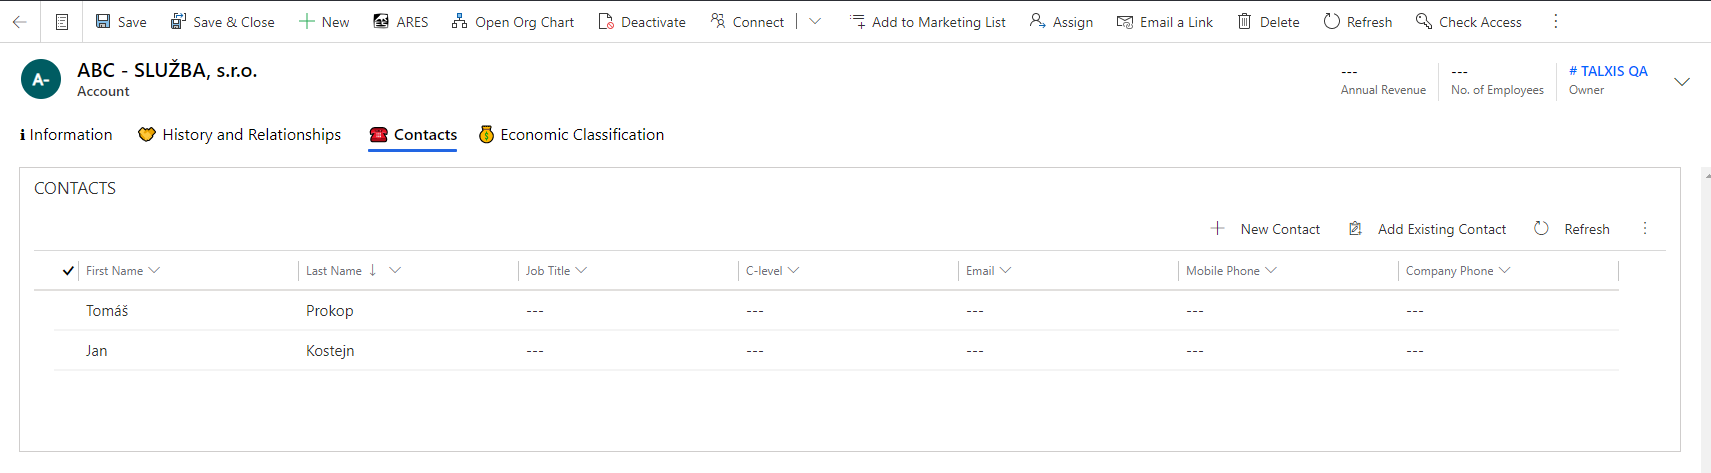 Save Save & Close New ARES Open Org Chart Deactivate Connect Add to Marketing List Assign Email a Link Delete Refresh Check Access
A-
ABC - SLUŽBA, s.r.o.
Account
--- --- # TALXIS QA
Annual Revenue No. of Employees Owner
Information History and Relationships Contacts Economic Classification
CONTACTS
New Contact Add Existing Contact Refresh
First Name Last Name Job Title C-level Email Mobile Phone Company Phone
Tomáš Prokop --- --- --- --- ---
Jan Kostejn --- --- --- --- ---